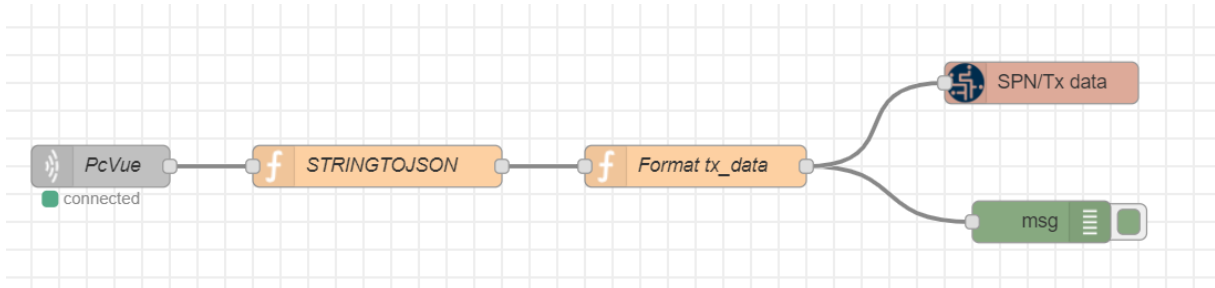 SPN/Tx data
PcVue
STRINGTOJSON
Format tx_data
connected
msg